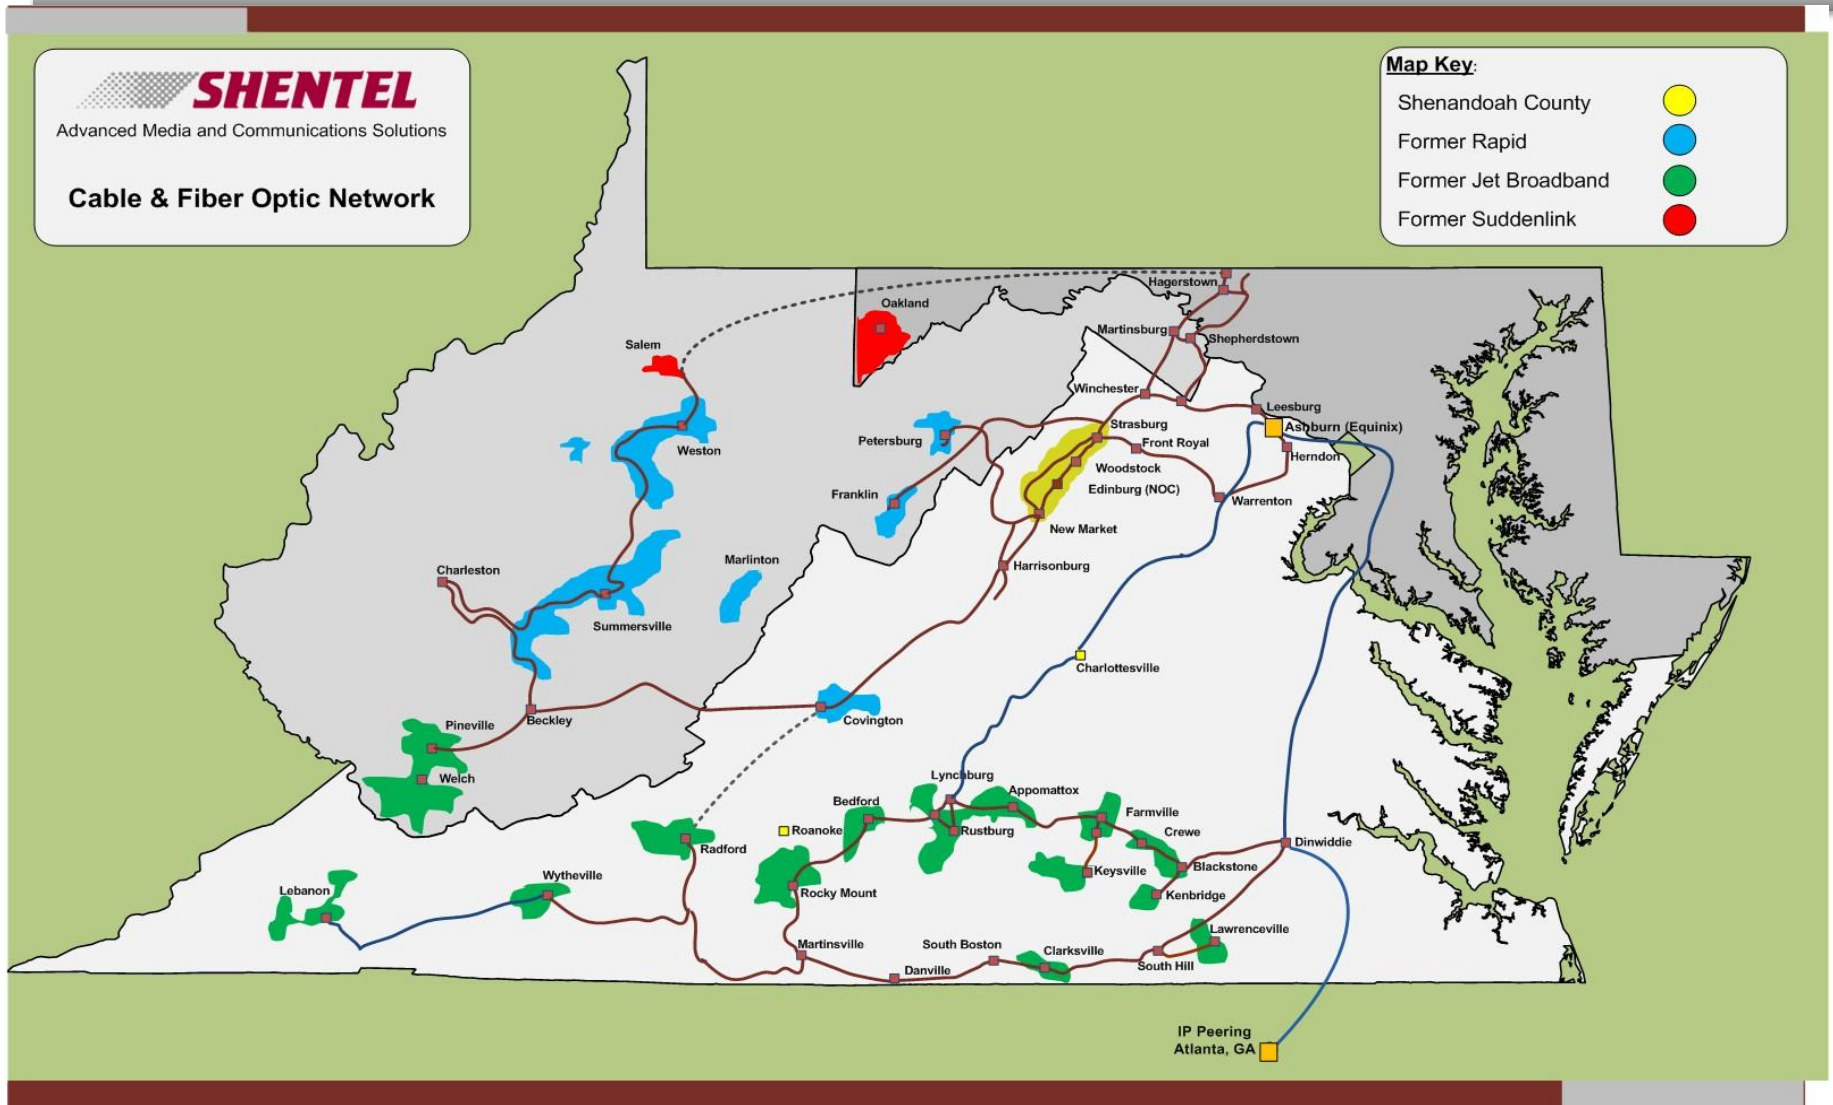 SHENTEL
Advanced Media and Communications Solutions
Cable & Fiber Optic Network
Map Key:
Shenandoah County
Former Rapid
Former Jet Broadband
Former Suddenlink
Hagerstown
Oakland
Martinsburg
Shepherdstown
Salem
Winchester
Leesburg
Strasburg
Ashburn (Equinix)
Petersburg
Front Royal
Weston
Herndon
Woodstock
Franklin
Edinburg (NOC)
Warrenton
New Market
Marlinton
Harrisonburg
Charleston
Summersville
Charlottesville
Beckley
Covington
Pineville
Welch
Lynchburg
Appomattox
Bedford
Farmville
Roanoke
Rustburg
Crewe
Dinwiddie
Radford
Blackstone
Keysville
Wytheville
Lebanon
Rocky Mount
Kenbridge
Lawrenceville
Martinsville
South Boston
Clarksville
South Hill
Danville
IP Peering
Atlanta, GA